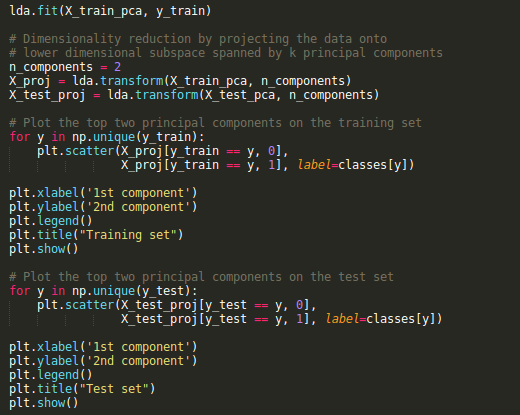 lda.fit(X_train_pca, y_train)
# Dimensionality reduction by projecting the data onto
# lower dimensional subspace spanned by k principal components
n_components = 2
X_proj = lda.transform(X_train_pca, n_components)
X_test_proj = lda.transform(X_test_pca, n_components)
# Plot the top two principal components on the training set
for y in np.unique(y_train):
    plt.scatter(X_proj[y_train == y, 0],
                X_proj[y_train == y, 1], label=classes[y])
plt.xlabel('1st component')
plt.ylabel('2nd component')
plt.legend()
plt.title("Training set")
plt.show()
# Plot the top two principal components on the test set
for y in np.unique(y_test):
    plt.scatter(X_test_proj[y_test == y, 0],
                X_test_proj[y_test == y, 1], label=classes[y])
plt.xlabel('1st component')
plt.ylabel('2nd component')
plt.legend()
plt.title("Test set")
plt.show()